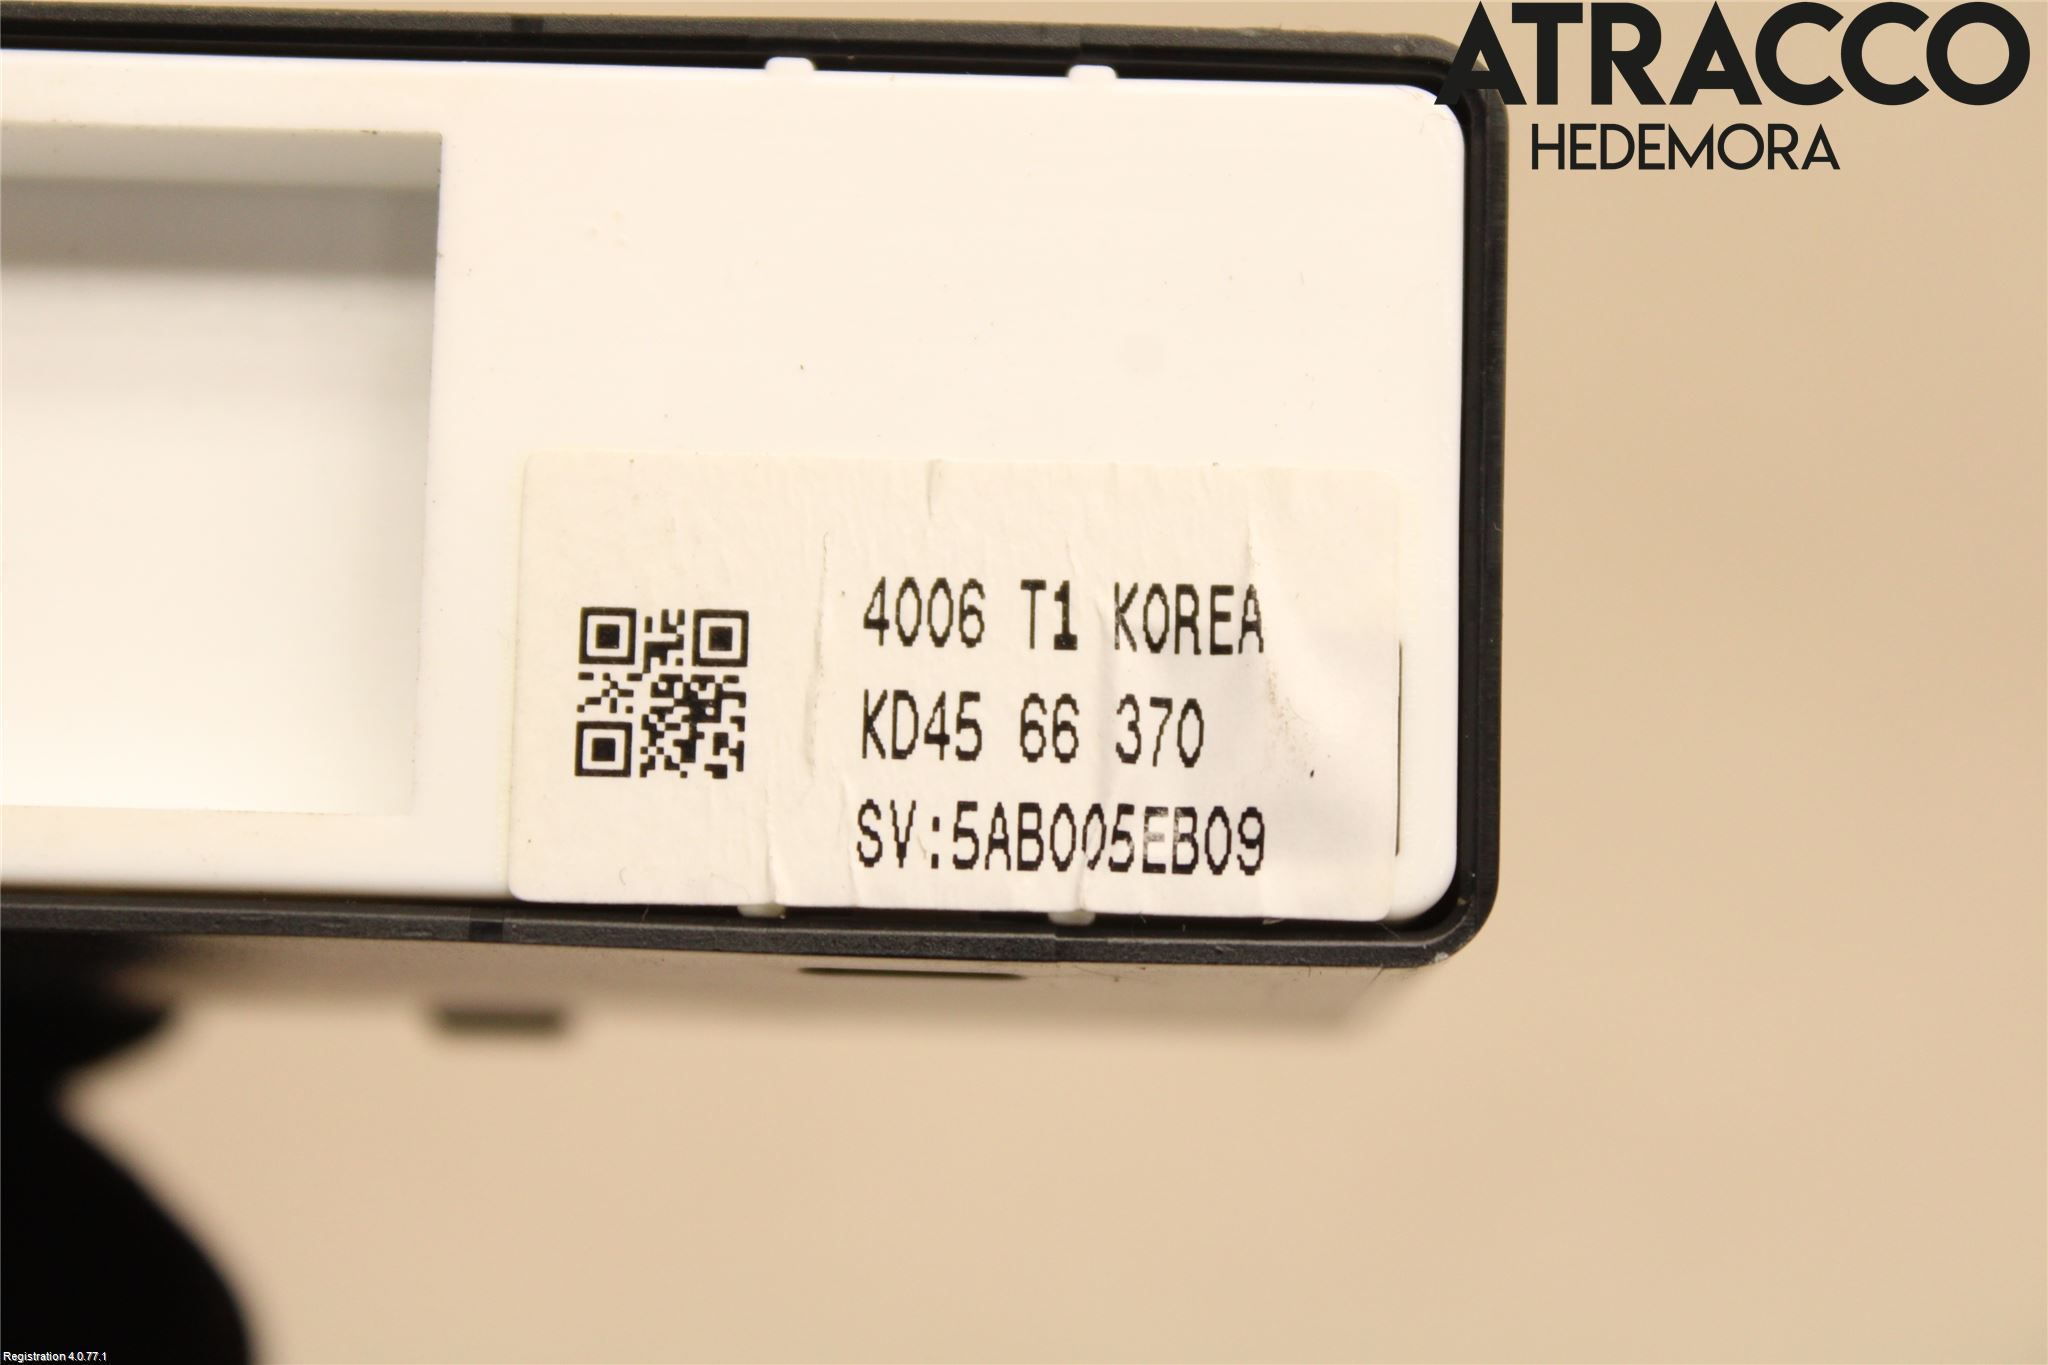 ATRACCO
HEDEMORA
4006 T1 KOREA
KD45 66 370
SV:5AB005EB09
Registration 4.0.77.1